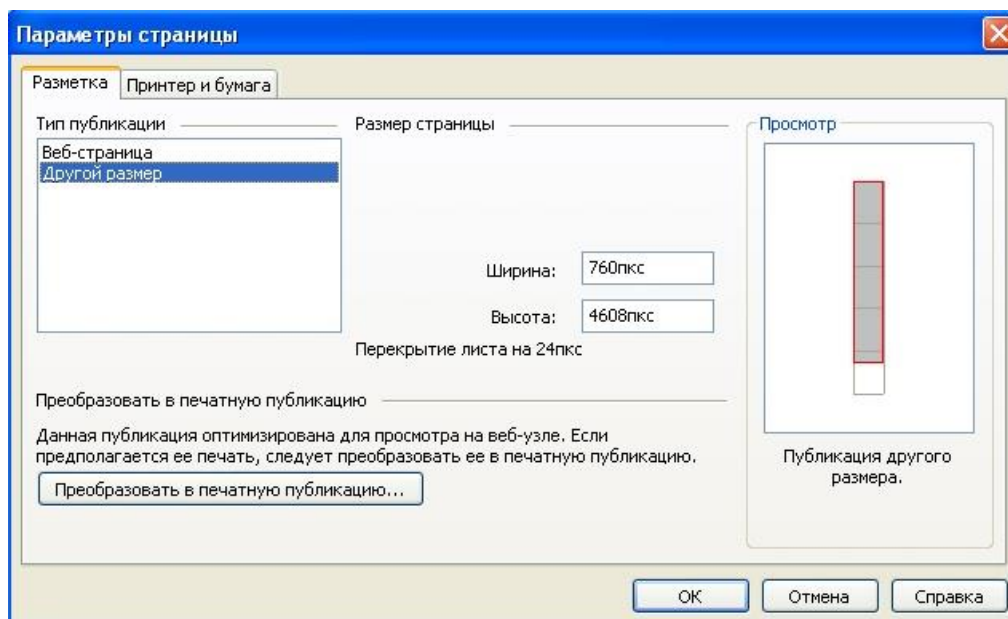 Параметры страницы
Разметка
Принтер и бумага
Тип публикации
Веб-страница
Другой размер
Размер страницы
Ширина: 760пкс
Высота: 4608пкс
Перекрытие листа на 24пкс
Просмотр
Публикация другого
размера.
Преобразовать в печатную публикацию
Данная публикация оптимизирована для просмотра на веб-узле. Если
предполагается ее печать, следует преобразовать ее в печатную публикацию.
Преобразовать в печатную публикацию...
ОК
Отмена
Справка